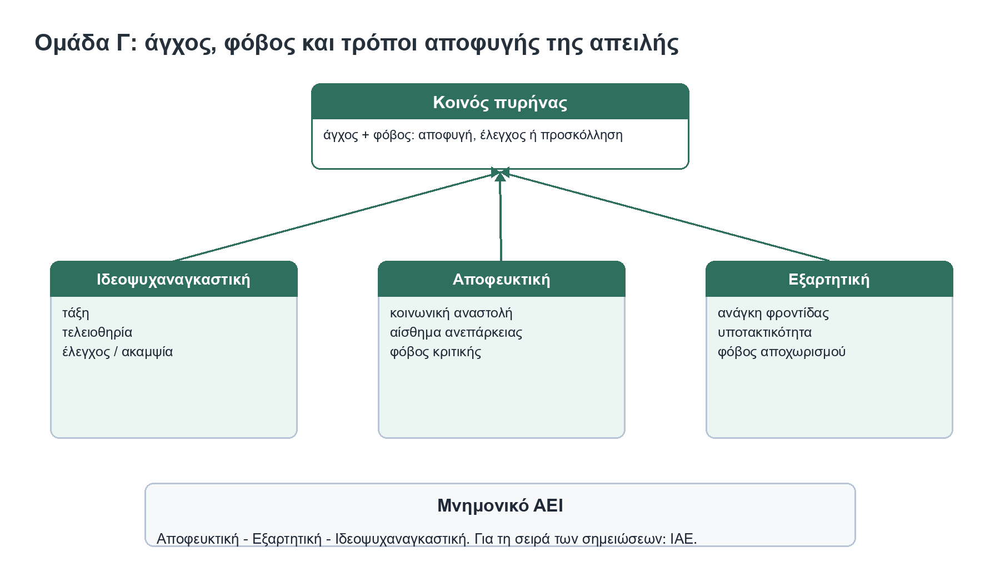 Ομάδα Γ: άγχος, φόβος και τρόποι αποφυγής της απειλής
Κοινός πυρήνας
άγχος + φόβος: αποφυγή, έλεγχος ή προσκόλληση
Ιδεοψυχαναγκαστική
τάξη
τελειοθηρία
έλεγχος / ακαμψία
Αποφευκτική
κοινωνική αναστολή
αίσθημα ανεπάρκειας
φόβος κριτικής
Εξαρτητική
ανάγκη φροντίδας
υποτακτικότητα
φόβος αποχωρισμού
Μνημονικό ΑΕΙ
Αποφευκτική - Εξαρτητική - Ιδεοψυχαναγκαστική. Για τη σειρά των σημειώσεων: ΙΑΕ.